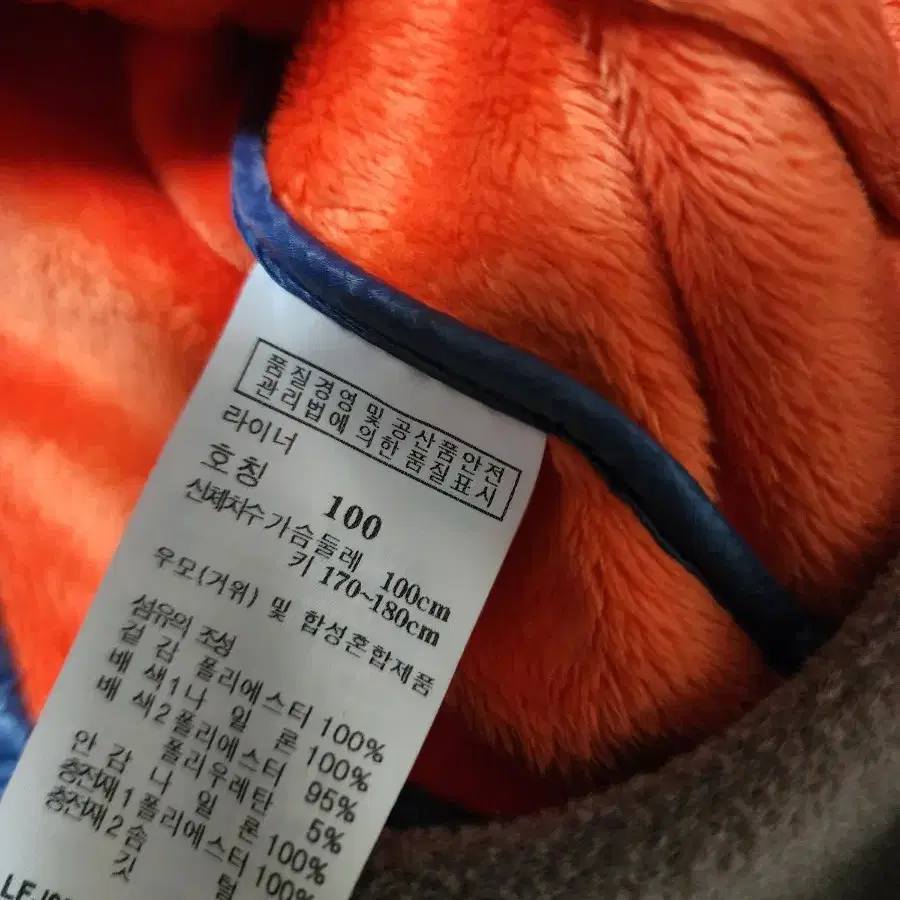 품질경영 및 공산품안전
관리법에 의한 품질표시
라이너
호칭 100
신체치수 가슴둘레 100cm
키 170~180cm
우모(거위) 및 합성혼합제품
섬유의 조성
겉감 폴리에스터 100%
배색1 나일론 100%
배색2 폴리에스터 95%
폴리우레탄 5%
안감 나일론 100%
충전재1 폴리에스터 100%
충전재2 솜털
깃